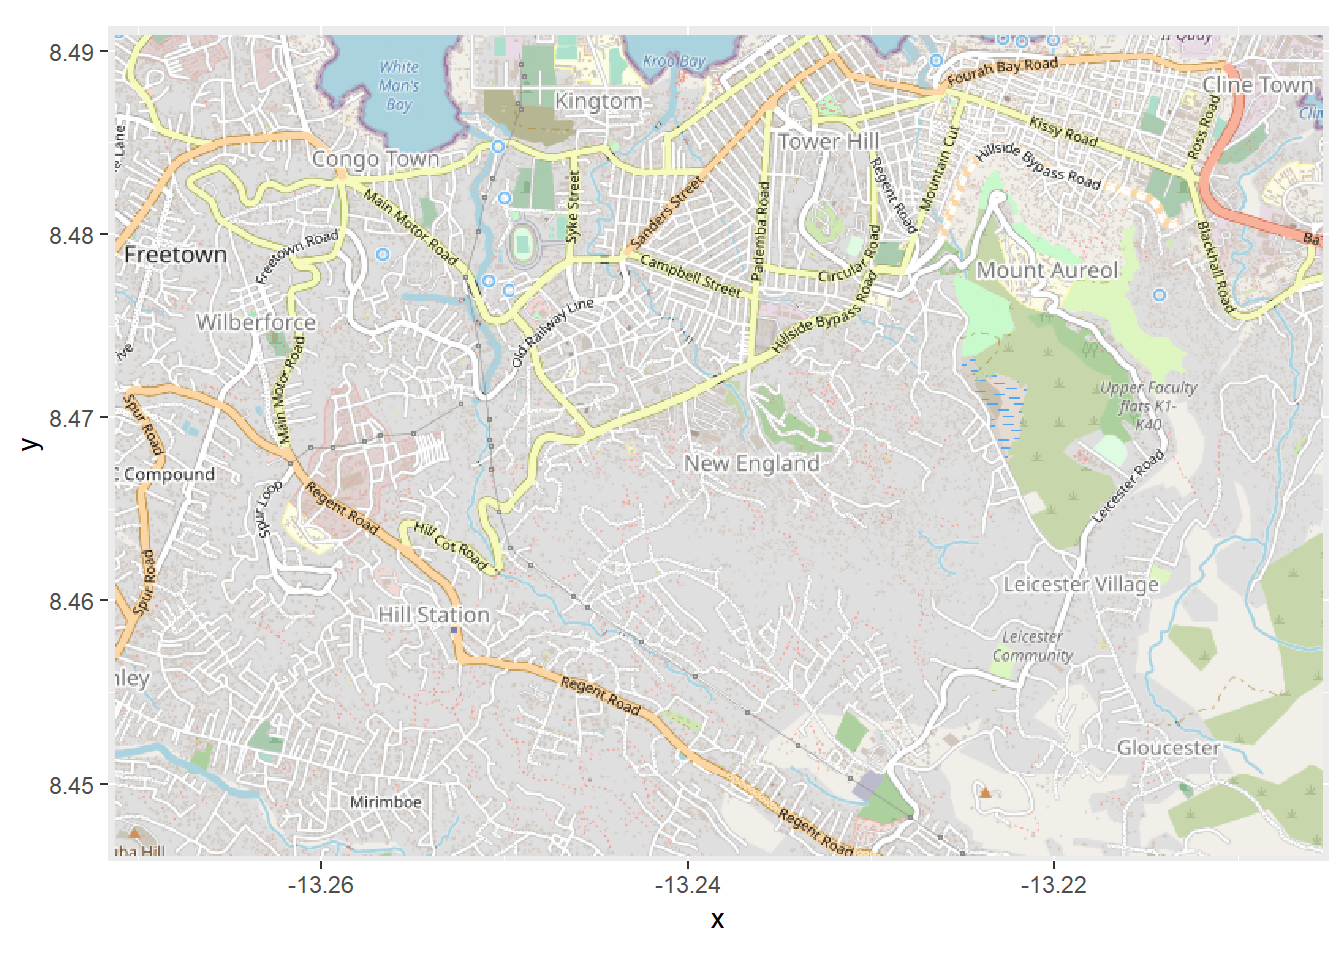 8.49
8.48
8.47
8.46
8.45
y
-13.26
-13.24
-13.22
x
White
Man's
Bay
Kroo Bay
Kingtom
Fourah Bay Road
Cline Town
Lane
Congo Town
Tower Hill
Kissy Road
Ross Road
Hillside Bypass Road
Mountain Cut
Regent Road
Main Motor Road
Syke Street
Sanders Street
Pademba Road
Freetown
Freetown Road
Campbell Street
Circular Road
Mount Aureol
Blackhall Road
Wilberforce
Old Railway Line
Hillside Bypass Road
Main Motor Road
Upper Faculty
flats K1-
K40
Spur Road
Compound
New England
Leicester Road
Spur Loop
Regent Road
Hill Cot Road
Spur Road
Hill Station
Leicester Village
Leicester
Community
Regent Road
Gloucester
Mirimboe
Regent Road